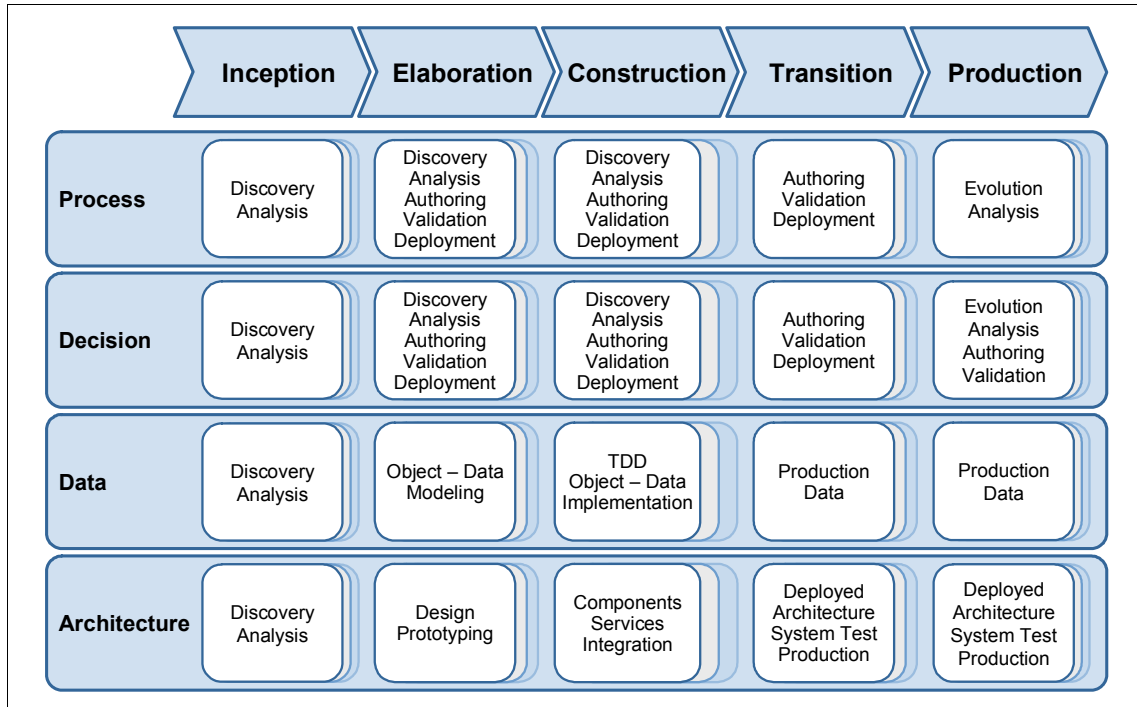 Inception
Elaboration
Construction
Transition
Production
Process
Discovery
Analysis
Discovery
Analysis
Authoring
Validation
Deployment
Discovery
Analysis
Authoring
Validation
Deployment
Authoring
Validation
Deployment
Evolution
Analysis
Decision
Discovery
Analysis
Discovery
Analysis
Authoring
Validation
Deployment
Discovery
Analysis
Authoring
Validation
Deployment
Authoring
Validation
Deployment
Evolution
Analysis
Authoring
Validation
Data
Discovery
Analysis
Object – Data
Modeling
TDD
Object – Data
Implementation
Production
Data
Production
Data
Architecture
Discovery
Analysis
Design
Prototyping
Components
Services
Integration
Deployed
Architecture
System Test
Production
Deployed
Architecture
System Test
Production